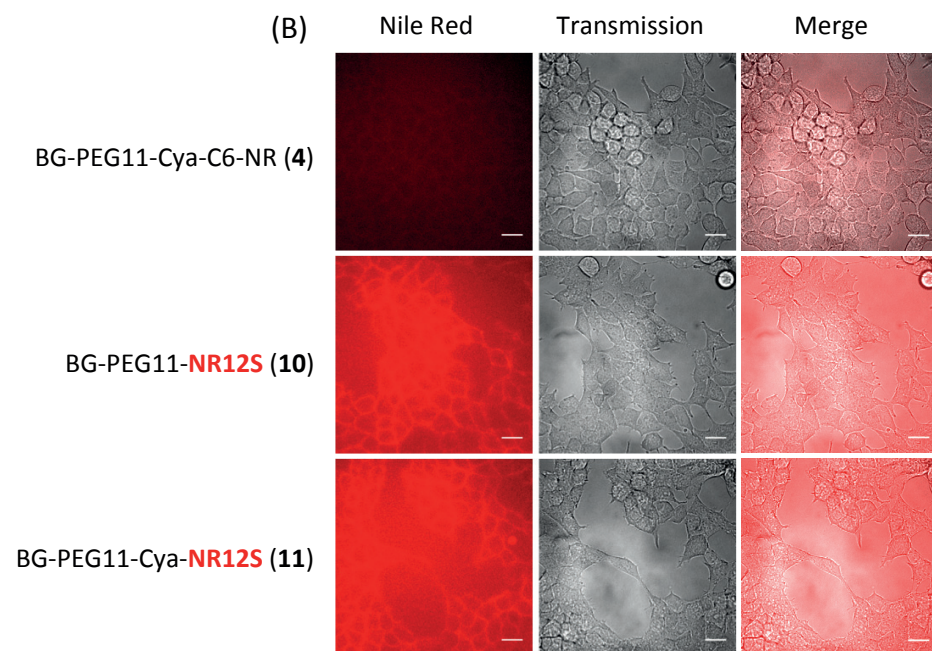 (B) Nile Red Transmission Merge
BG-PEG11-Cya-C6-NR (4)
BG-PEG11-NR12S (10)
BG-PEG11-Cya-NR12S (11)